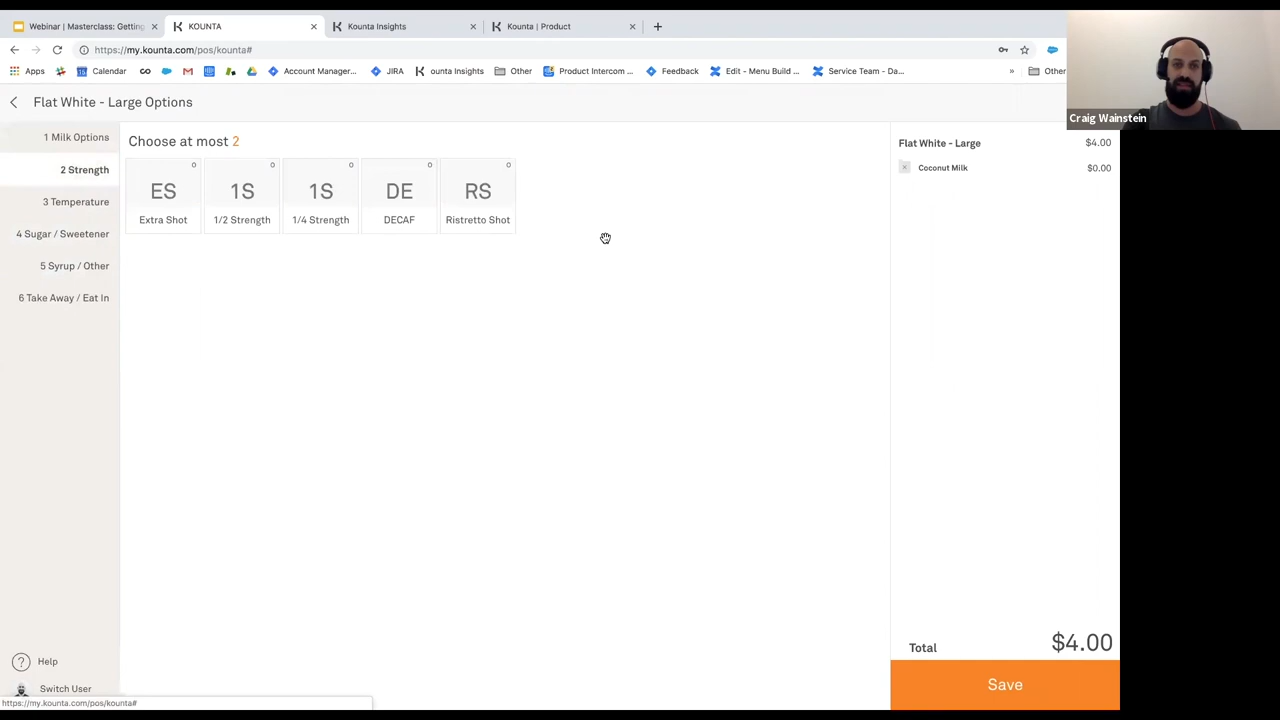 Webinar | Masterclass: Getting
KOUNTA
Kounta Insights
Kounta | Product
https://my.kounta.com/pos/kounta#
Apps
Calendar
Account Manager...
JIRA
ounta Insights
Other
Product Intercom ...
Feedback
Edit - Menu Build ...
Service Team - Da...
»
Other
Craig Wainstein
Flat White - Large Options
1 Milk Options
2 Strength
3 Temperature
4 Sugar / Sweetener
5 Syrup / Other
6 Take Away / Eat In
Choose at most 2
0
ES
Extra Shot
0
1S
1/2 Strength
0
1S
1/4 Strength
0
DE
DECAF
0
RS
Ristretto Shot
Flat White - Large $4.00
Coconut Milk $0.00
Total $4.00
Save
? Help
Switch User
https://my.kounta.com/pos/kounta#